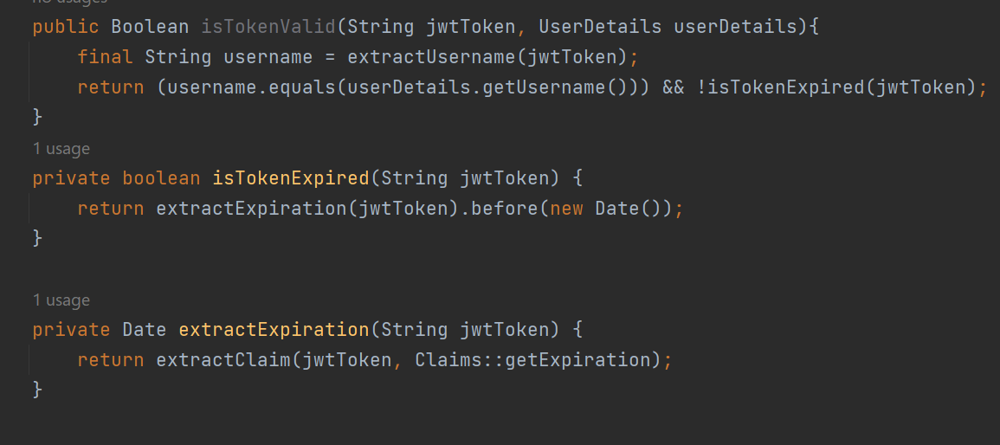 no usages
public Boolean isTokenValid(String jwtToken, UserDetails userDetails){
final String username = extractUsername(jwtToken);
return (username.equals(userDetails.getUsername())) && !isTokenExpired(jwtToken);
}
1 usage
private boolean isTokenExpired(String jwtToken) {
return extractExpiration(jwtToken).before(new Date());
}
1 usage
private Date extractExpiration(String jwtToken) {
return extractClaim(jwtToken, Claims::getExpiration);
}